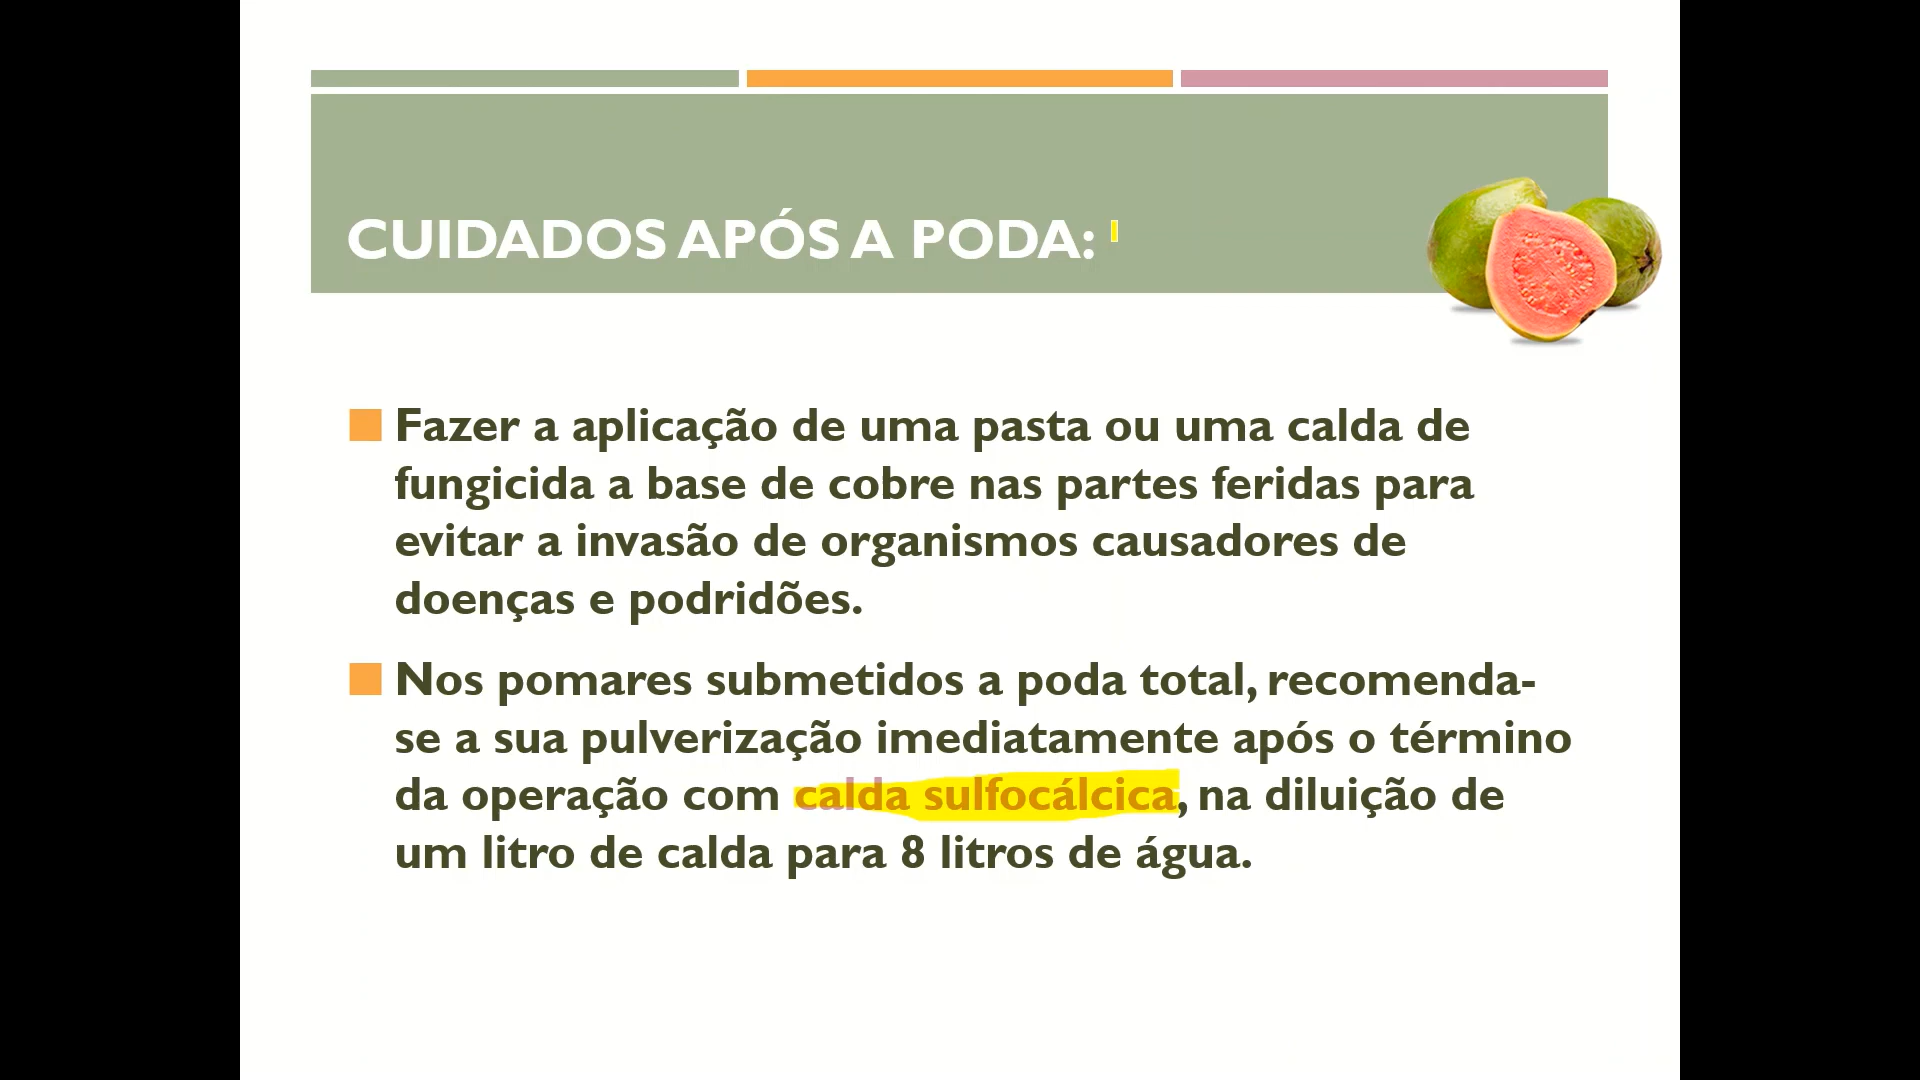 CUIDADOS APÓS A PODA:
Fazer a aplicação de uma pasta ou uma calda de
fungicida a base de cobre nas partes feridas para
evitar a invasão de organismos causadores de
doenças e podridões.
Nos pomares submetidos a poda total, recomenda-
se a sua pulverização imediatamente após o término
da operação com calda sulfocálcica, na diluição de
um litro de calda para 8 litros de água.